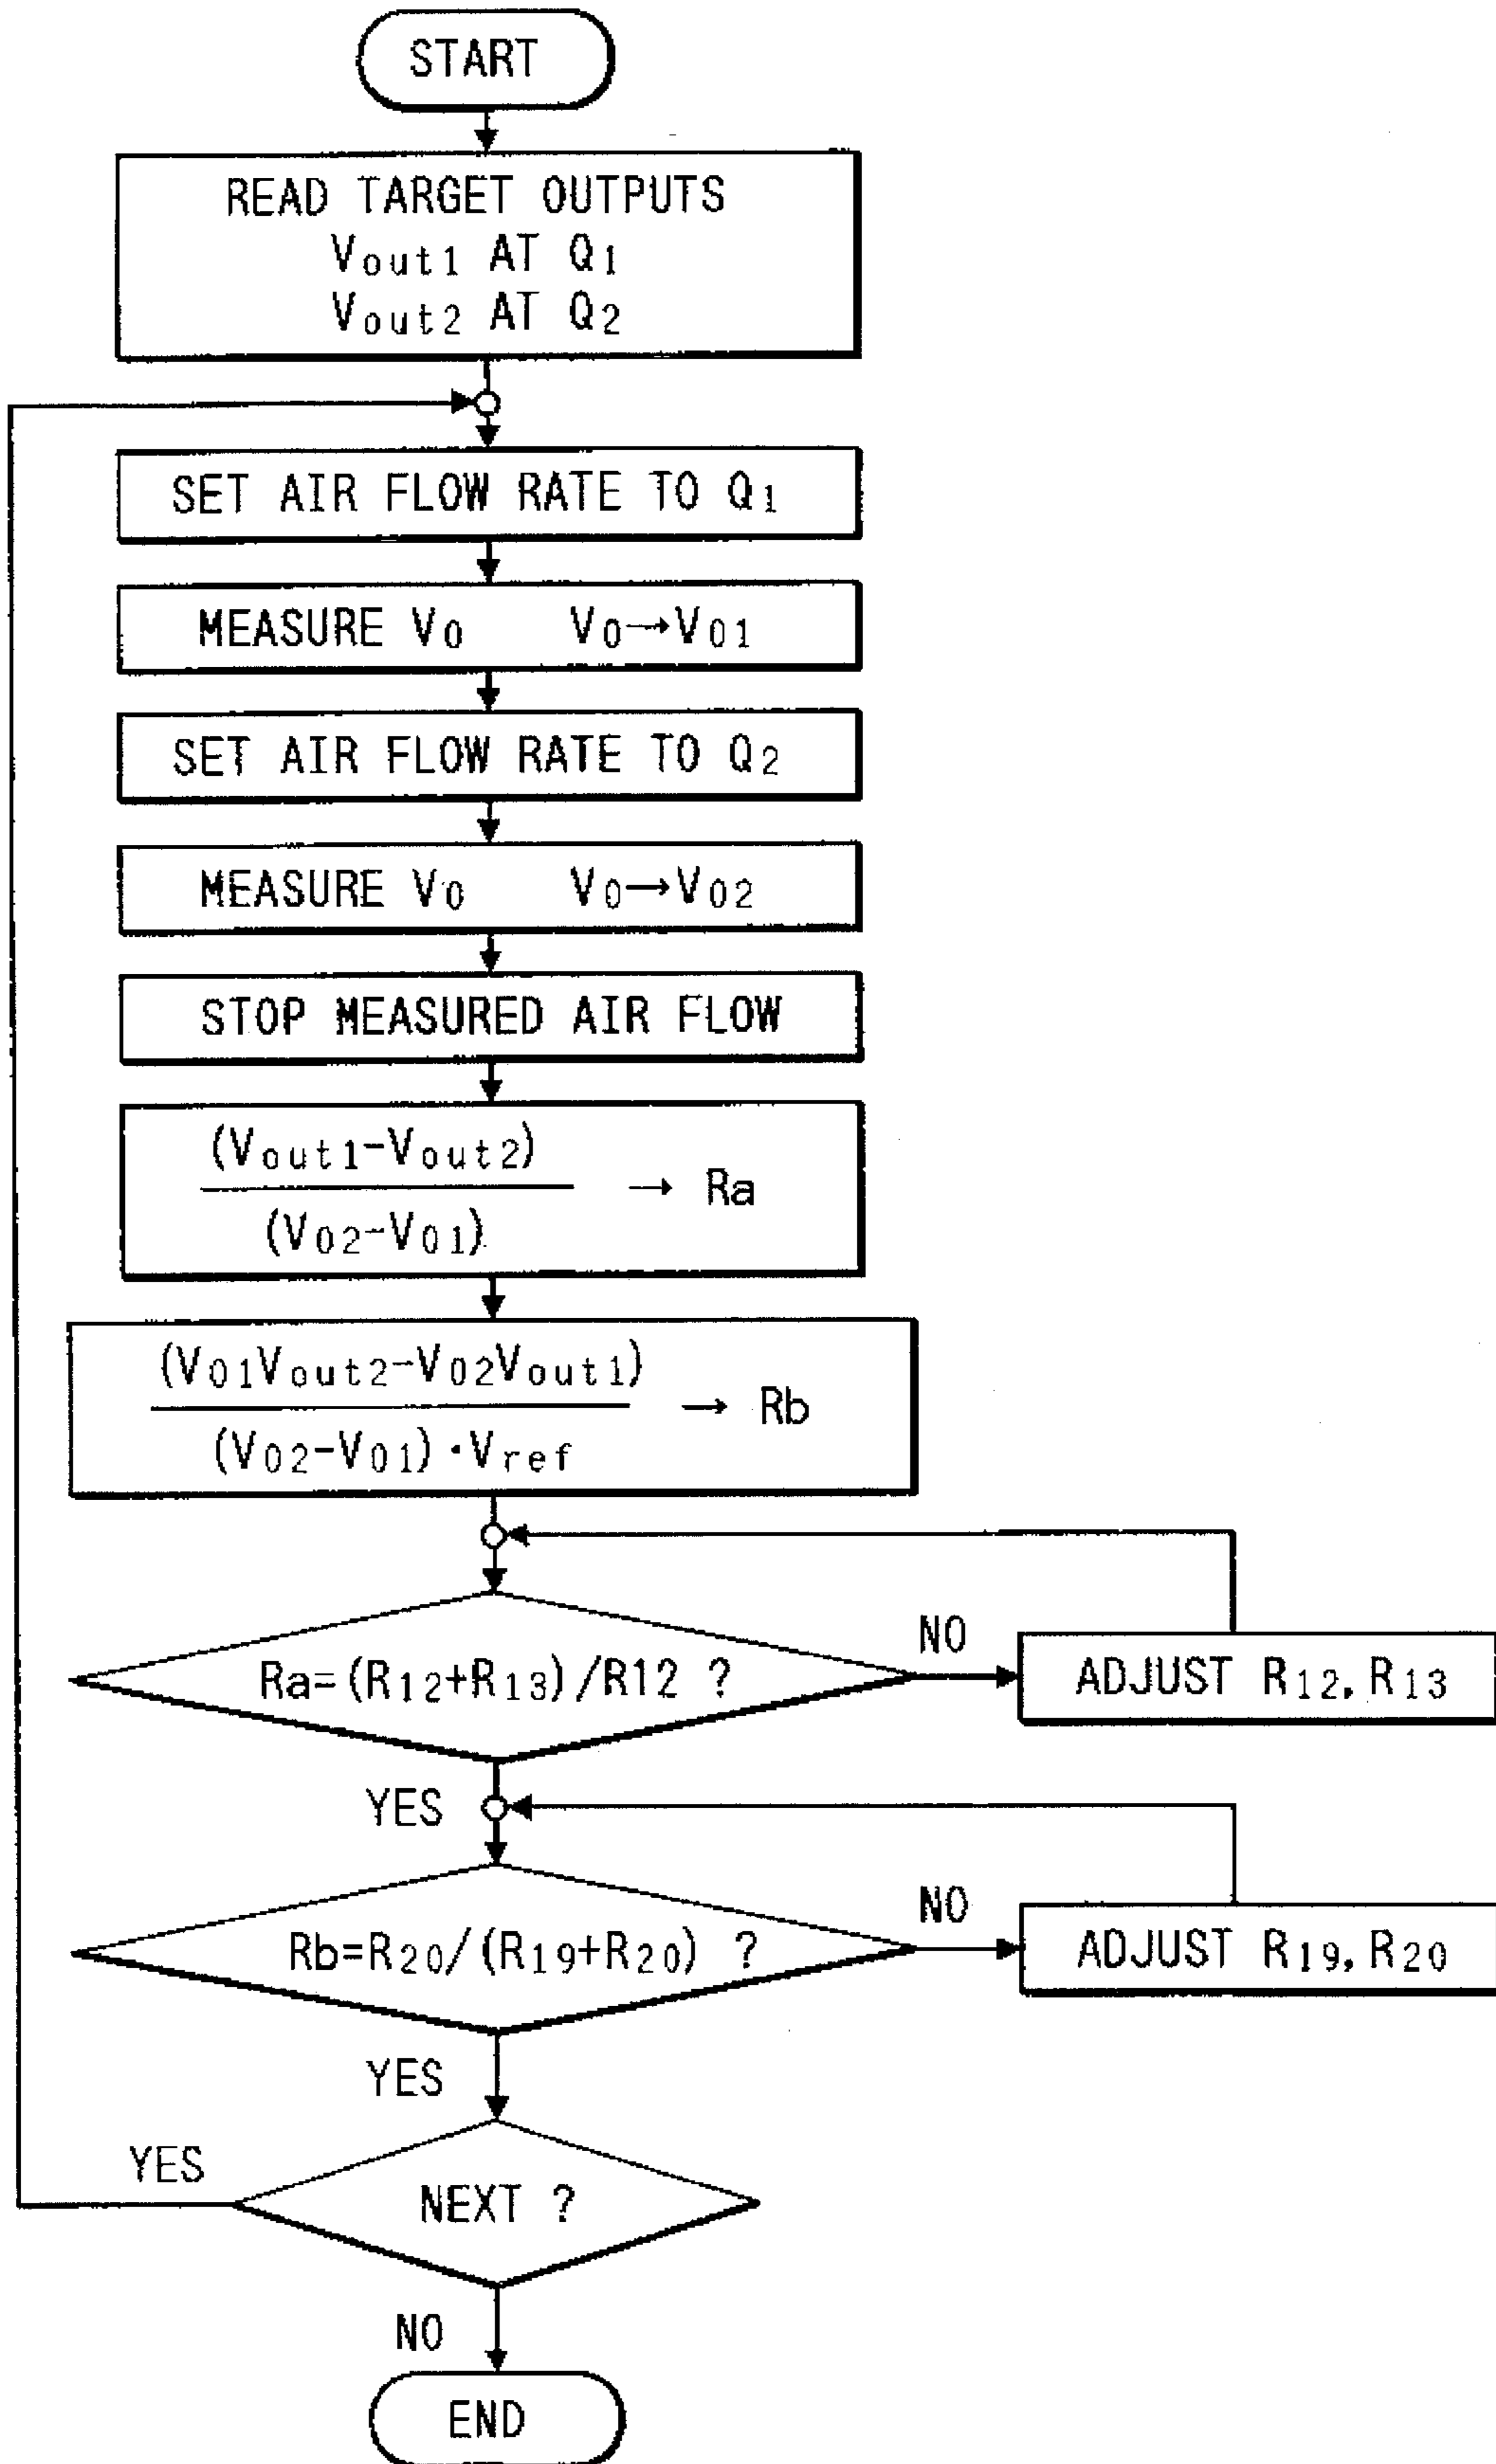 START
READ TARGET OUTPUTS
Vout1 AT Q1
Vout2 AT Q2
SET AIR FLOW RATE TO Q1
MEASURE V0 V0→V01
SET AIR FLOW RATE TO Q2
MEASURE V0 V0→V02
STOP MEASURED AIR FLOW
(Vout1-Vout2)
→ Ra
(V02-V01)
(V01Vout2-V02Vout1)
→ Rb
(V02-V01)·Vref
Ra=(R12+R13)/R12 ?
NO
ADJUST R12, R13
YES
Rb=R20/(R19+R20) ?
NO
ADJUST R19, R20
YES
NEXT ?
YES
NO
END